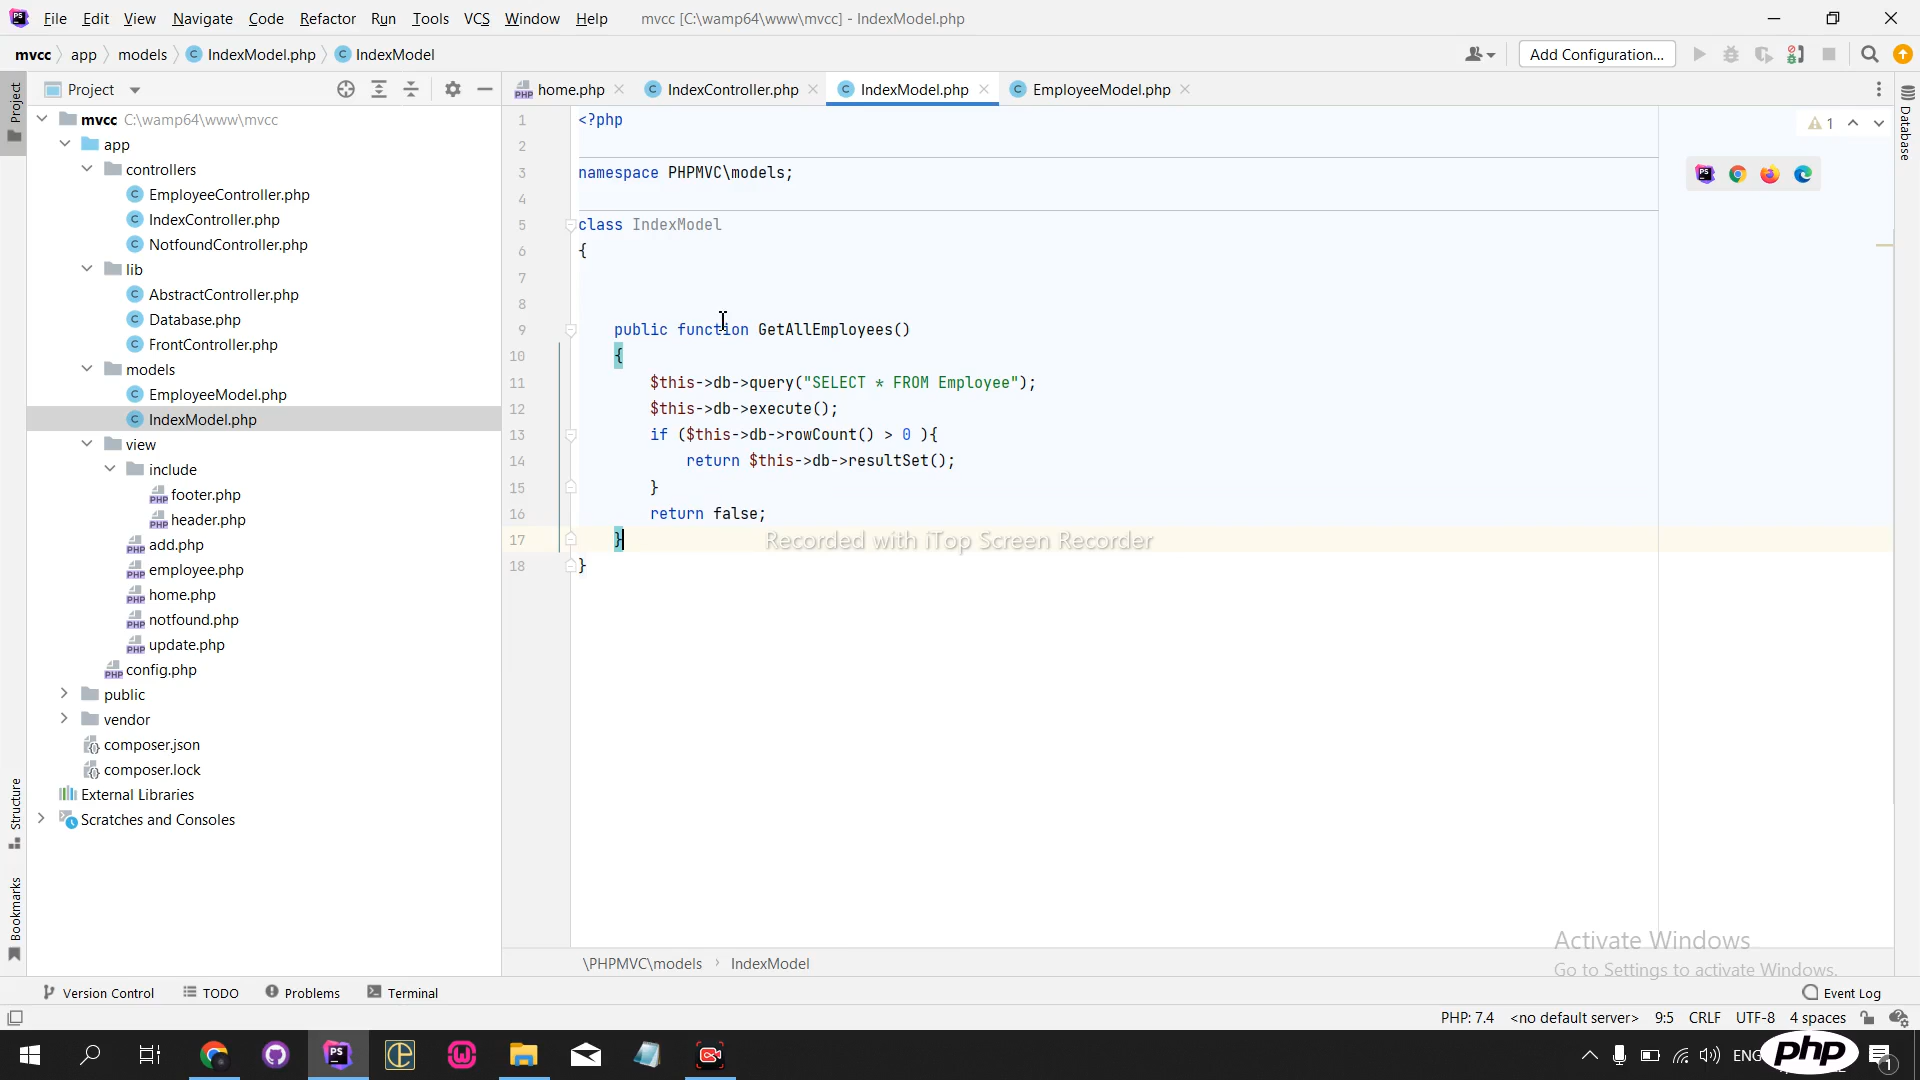 File Edit View Navigate Code Refactor Run Tools VCS Window Help mvcc [C:\wamp64\www\mvcc] - IndexModel.php
mvcc app models IndexModel.php IndexModel
Add Configuration...
Project
home.php IndexController.php IndexModel.php EmployeeModel.php
Project
Database
mvcc C:\wamp64\www\mvcc
app
controllers
EmployeeController.php
IndexController.php
NotfoundController.php
lib
AbstractController.php
Database.php
FrontController.php
models
EmployeeModel.php
IndexModel.php
view
include
footer.php
header.php
add.php
employee.php
home.php
notfound.php
update.php
config.php
public
vendor
composer.json
composer.lock
External Libraries
Scratches and Consoles
Structure
Bookmarks
1 <?php
2
3 namespace PHPMVC\models;
4
5 class IndexModel
6 {
7
8
9 public function GetAllEmployees()
10 {
11 $this->db->query("SELECT * FROM Employee");
12 $this->db->execute();
13 if ($this->db->rowCount() > 0 ){
14 return $this->db->resultSet();
15 }
16 return false;
17 }
18 }
1
Recorded with iTop Screen Recorder
Activate Windows
Go to Settings to activate Windows.
\PHPMVC\models IndexModel
Version Control TODO Problems Terminal Event Log
PHP: 7.4 <no default server> 9:5 CRLF UTF-8 4 spaces
ENG
php
1